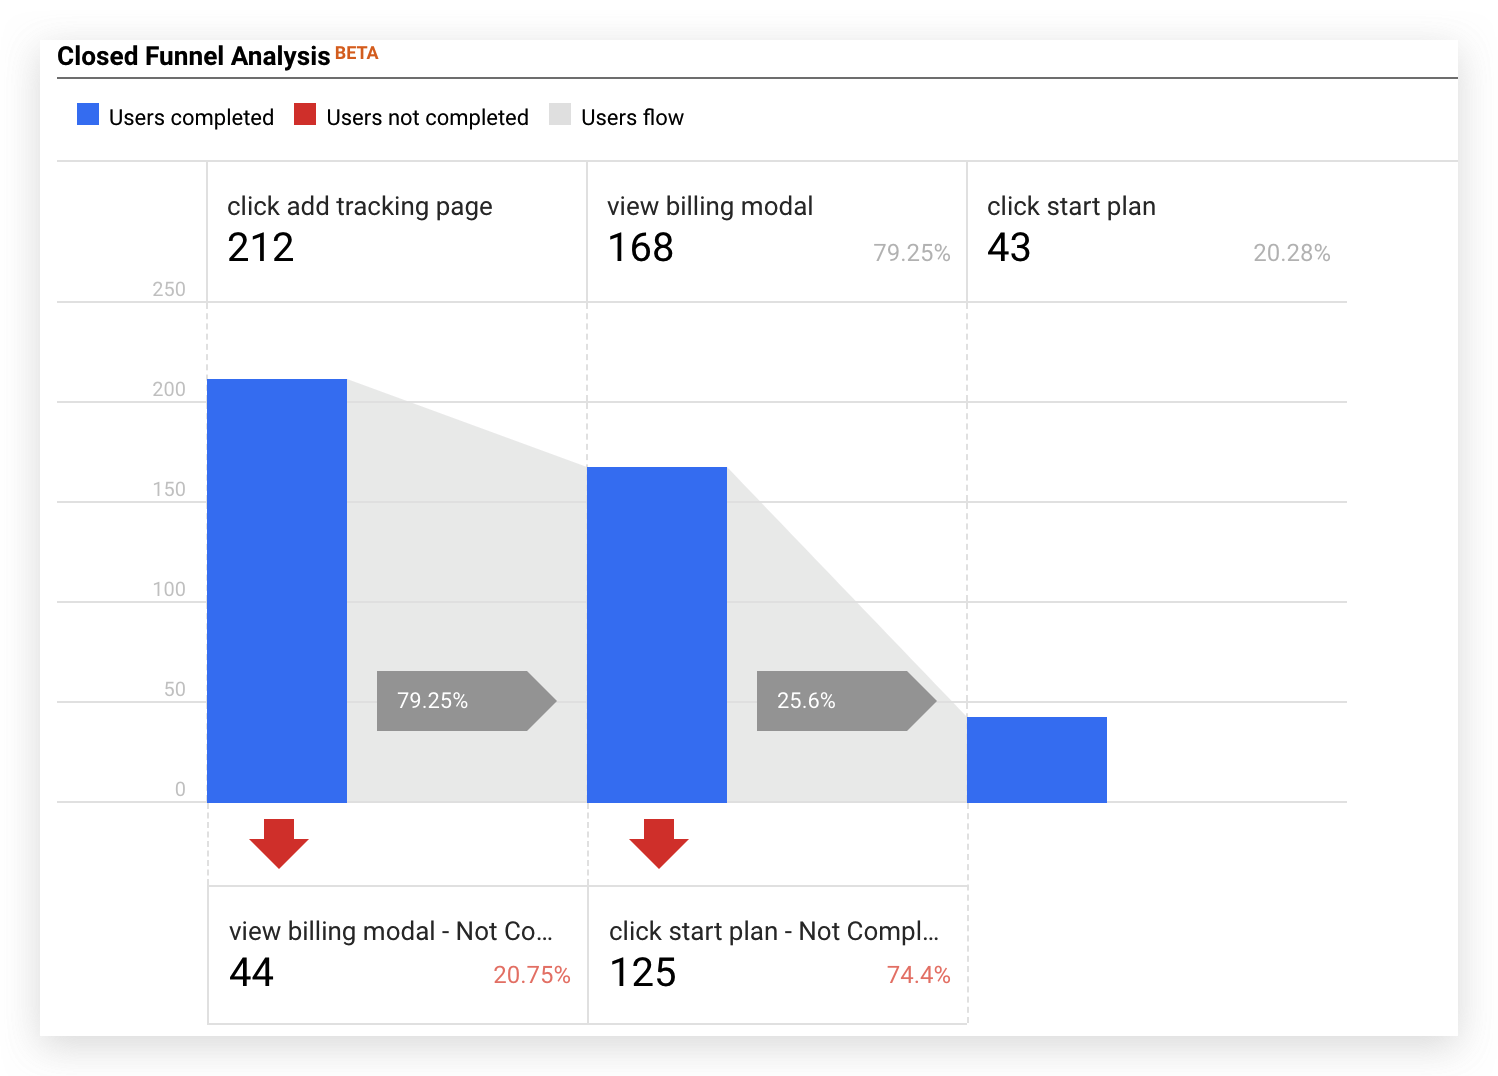 Closed Funnel Analysis BETA
Users completed Users not completed Users flow
click add tracking page
212
view billing modal
168 79.25%
click start plan
43 20.28%
250
200
150
100
50
0
79.25%
25.6%
view billing modal - Not Co...
44 20.75%
click start plan - Not Compl...
125 74.4%